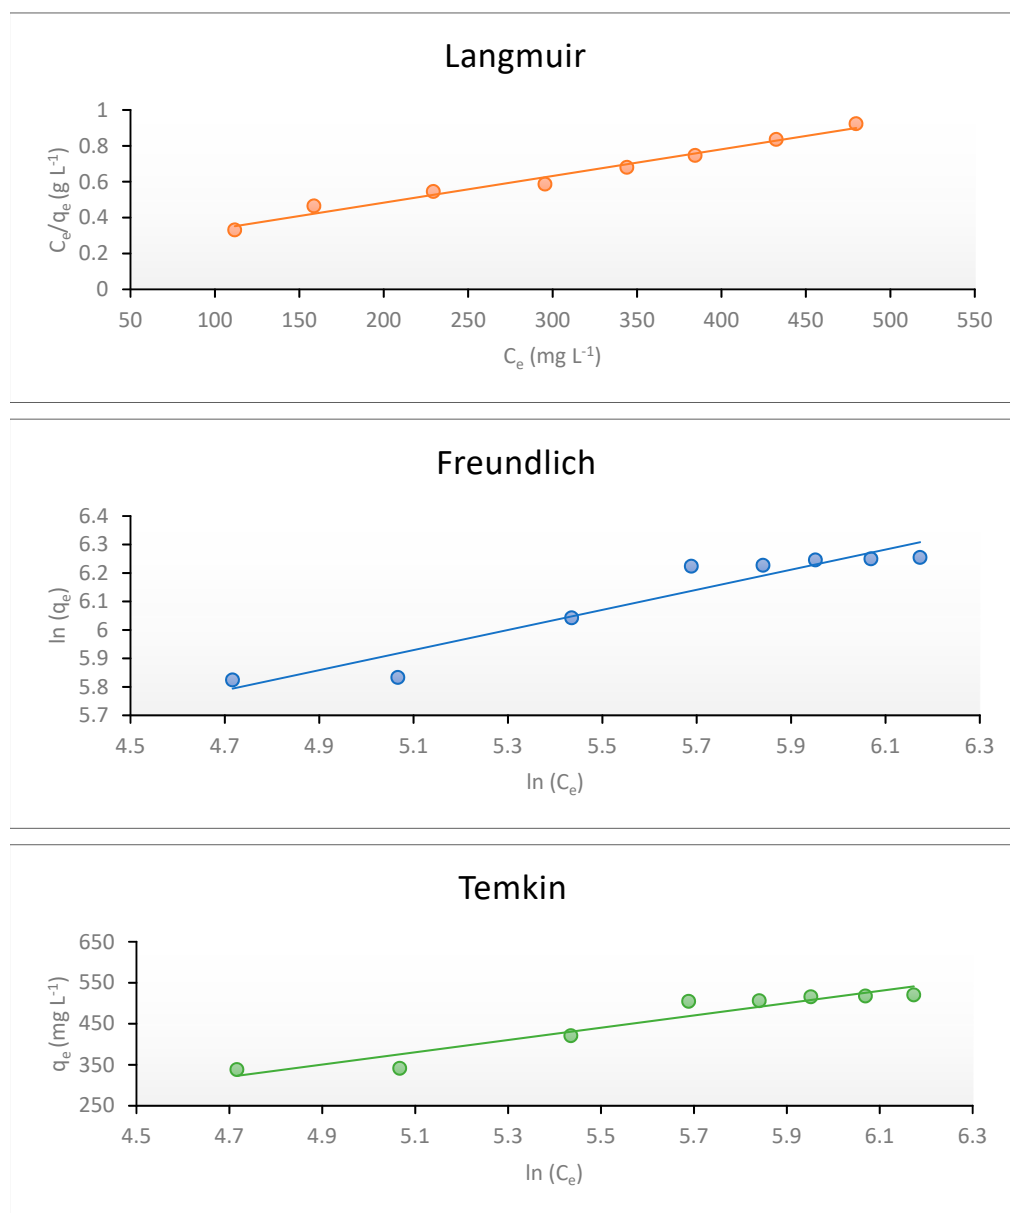 Langmuir
1
0.8
0.6
0.4
0.2
0
Cₑ/qₑ (g L⁻¹)
50 100 150 200 250 300 350 400 450 500 550
Cₑ (mg L⁻¹)
Freundlich
6.4
6.3
6.2
6.1
6
5.9
5.8
5.7
ln (qₑ)
4.5 4.7 4.9 5.1 5.3 5.5 5.7 5.9 6.1 6.3
ln (Cₑ)
Temkin
650
550
450
350
250
qₑ (mg L⁻¹)
4.5 4.7 4.9 5.1 5.3 5.5 5.7 5.9 6.1 6.3
ln (Cₑ)